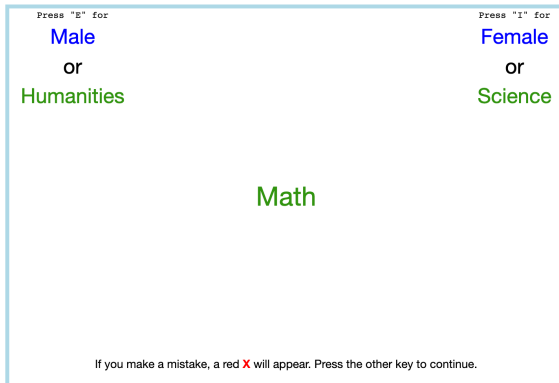 Press "E" for
Male
or
Humanities
Press "I" for
Female
or
Science
Math
If you make a mistake, a red X will appear. Press the other key to continue.